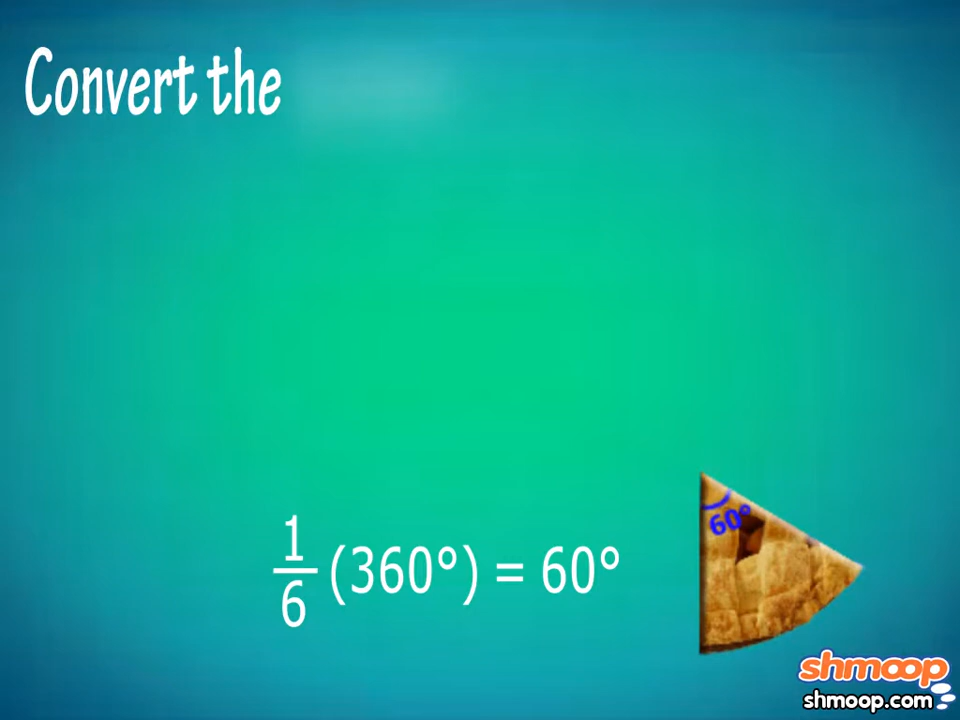 Convert the
1/6 (360°) = 60°
60°
shmoop
shmoop.com